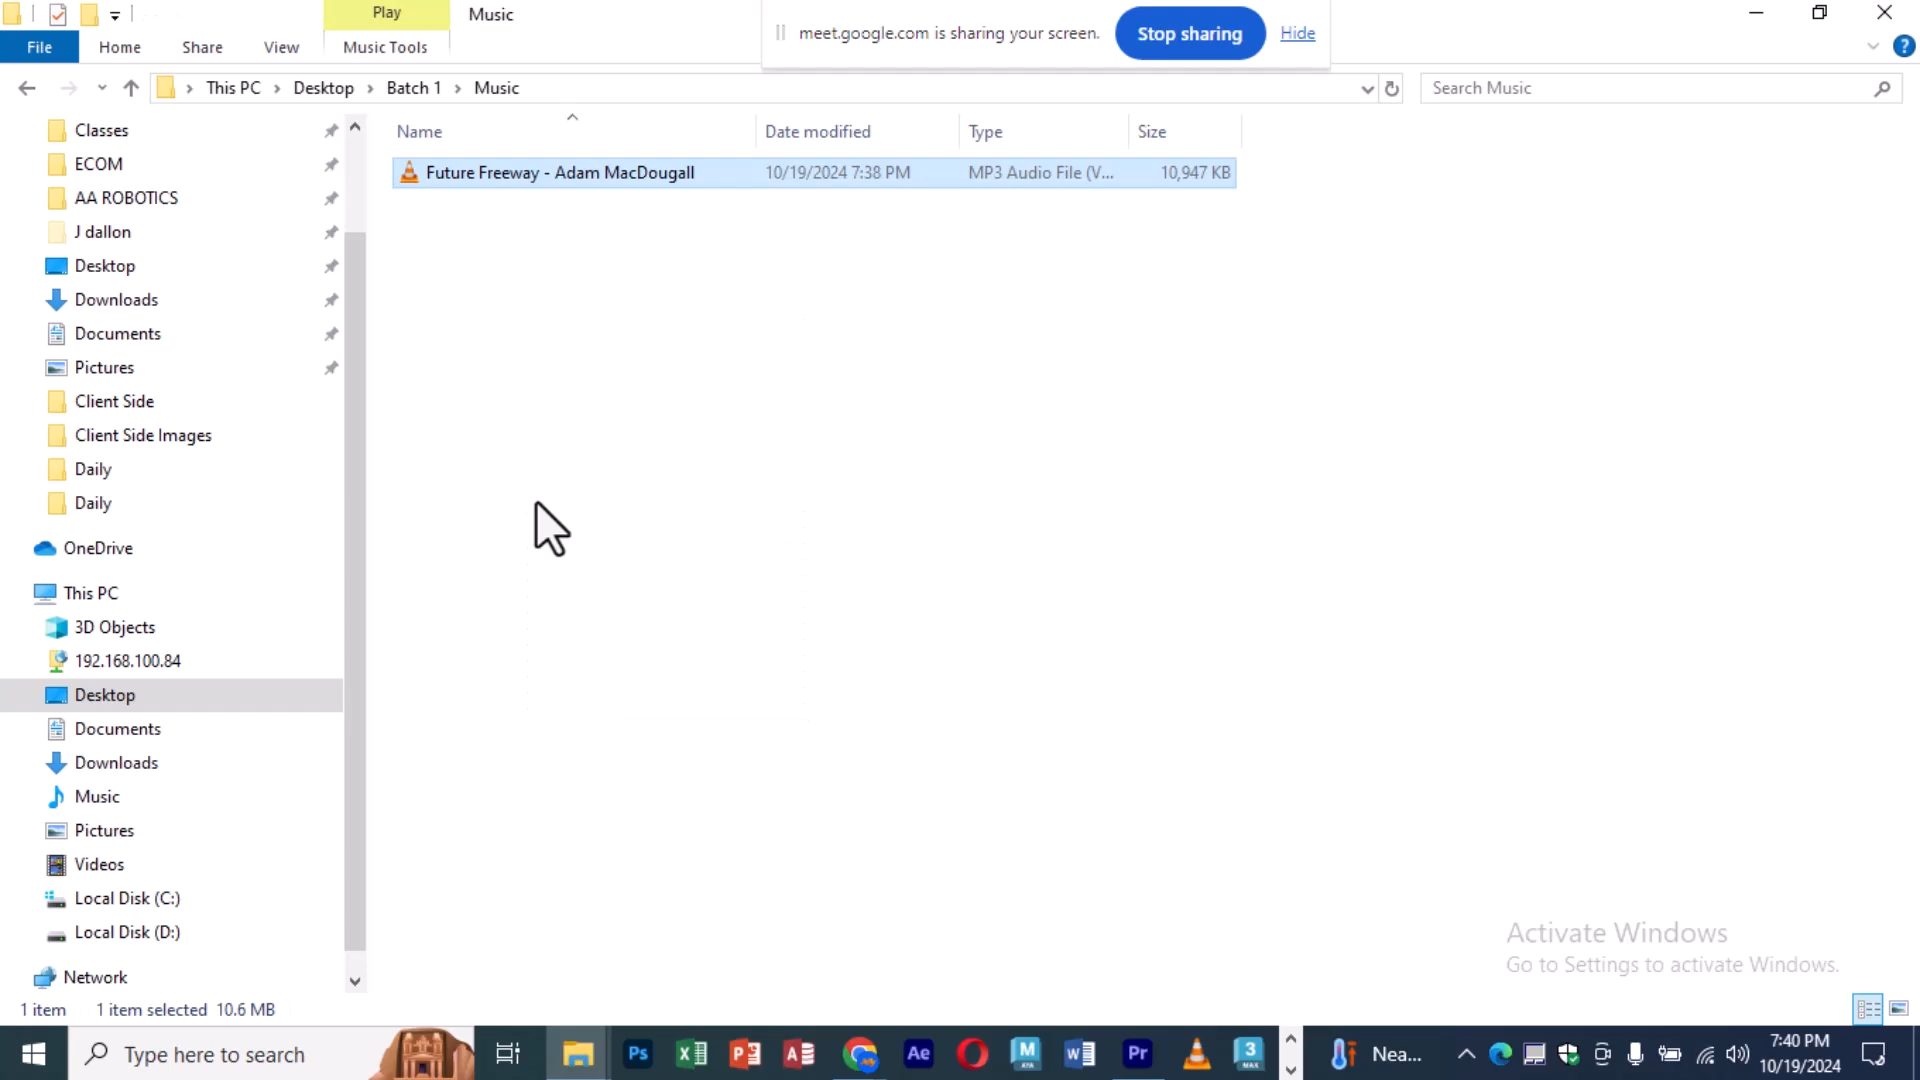 Play
Music
meet.google.com is sharing your screen.
Stop sharing
Hide
File
Home
Share
View
Music Tools
This PC
Desktop
Batch 1
Music
Search Music
Name
Date modified
Type
Size
Future Freeway - Adam MacDougall
10/19/2024 7:38 PM
MP3 Audio File (V...
10,947 KB
Classes
ECOM
AA ROBOTICS
J dallon
Desktop
Downloads
Documents
Pictures
Client Side
Client Side Images
Daily
Daily
OneDrive
This PC
3D Objects
192.168.100.84
Desktop
Documents
Downloads
Music
Pictures
Videos
Local Disk (C:)
Local Disk (D:)
Network
Activate Windows
Go to Settings to activate Windows.
1 item
1 item selected 10.6 MB
Type here to search
Ps
Ae
M
Pr
3
MAX
Nea...
7:40 PM
10/19/2024